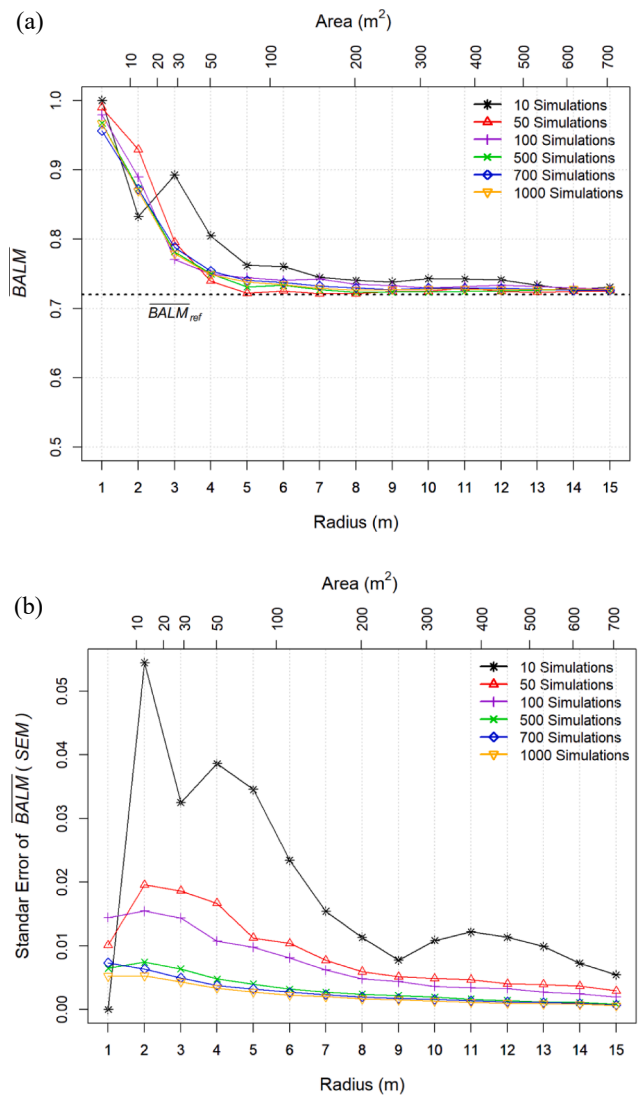 (a)
Area (m²)
10 20 30 50 100 200 300 400 500 600 700
1.0
0.9
0.8
0.7
0.6
0.5
BALM
10 Simulations
50 Simulations
100 Simulations
500 Simulations
700 Simulations
1000 Simulations
BALM ref
1 2 3 4 5 6 7 8 9 10 11 12 13 14 15
Radius (m)
(b)
Area (m²)
10 20 30 50 100 200 300 400 500 600 700
0.05
0.04
0.03
0.02
0.01
0.00
Standar Error of BALM ( SEM )
10 Simulations
50 Simulations
100 Simulations
500 Simulations
700 Simulations
1000 Simulations
1 2 3 4 5 6 7 8 9 10 11 12 13 14 15
Radius (m)